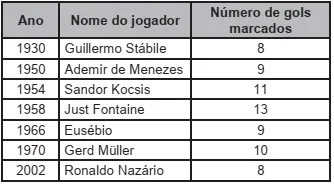 Ano Nome do jogador Número de gols marcados
1930 Guillermo Stábile 8
1950 Ademir de Menezes 9
1954 Sandor Kocsis 11
1958 Just Fontaine 13
1966 Eusébio 9
1970 Gerd Müller 10
2002 Ronaldo Nazário 8